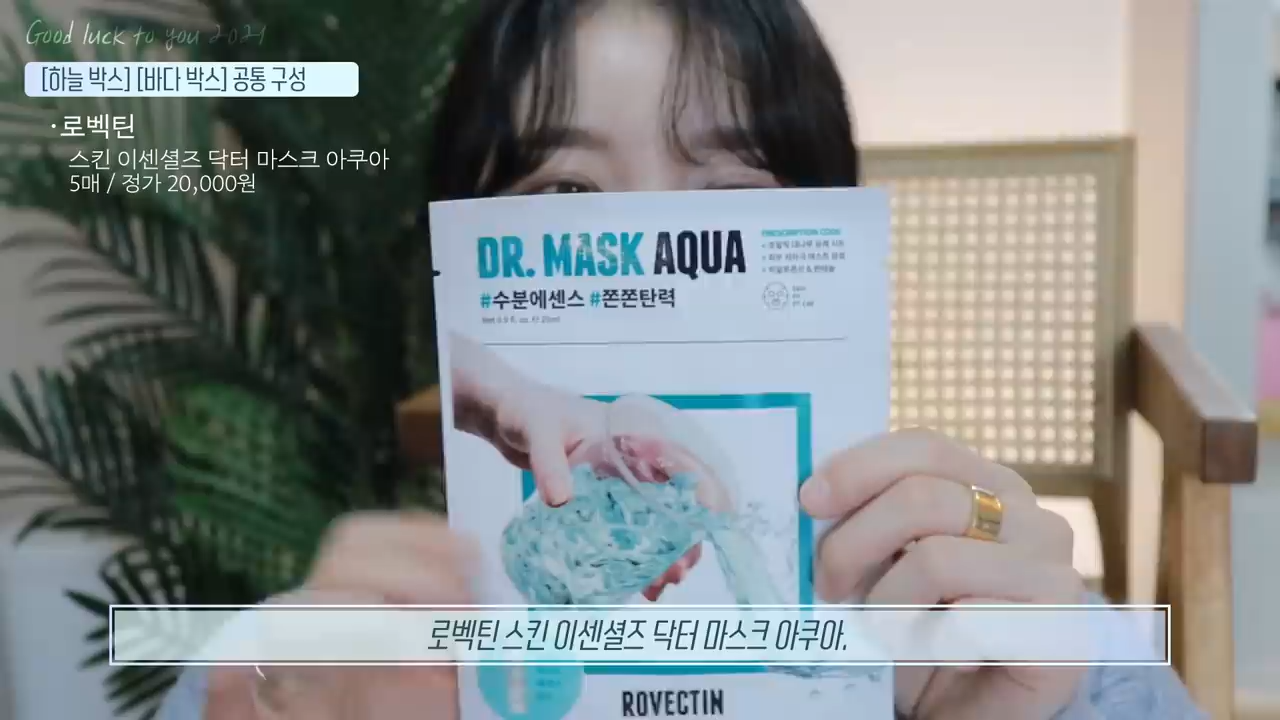 Good luck to you 2021
[하늘 박스] [바다 박스] 공통 구성
·로벡틴
스킨 이센셜즈 닥터 마스크 아쿠아
5매 / 정가 20,000원
DR. MASK AQUA
#수분에센스 #쫀쫀탄력
PRESCRIPTION CODE
로벡틴 스킨 이센셜즈 닥터 마스크 아쿠아.
ROVECTIN